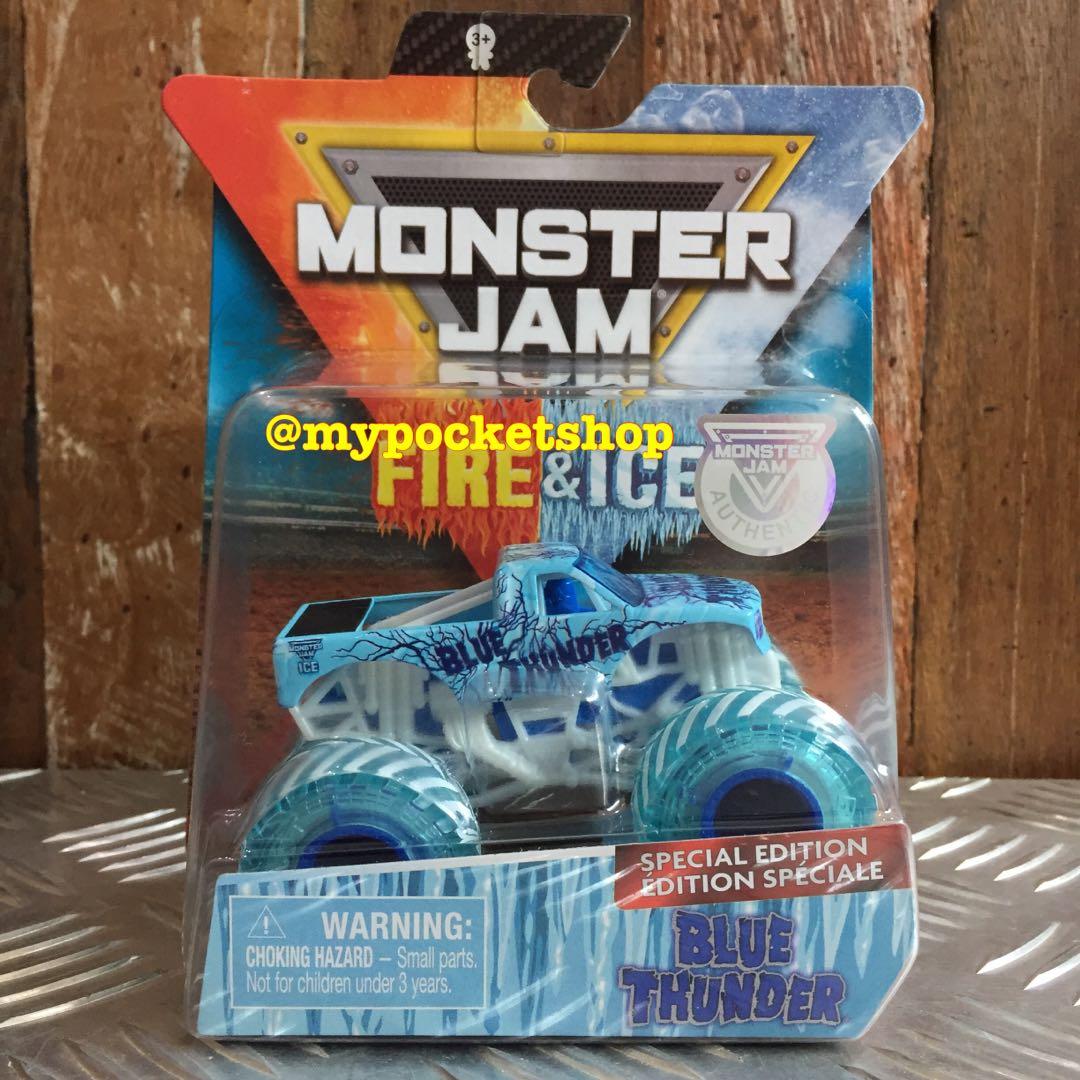 3+
MONSTER
JAM
@mypocketshop
FIRE & ICE
MONSTER
JAM
AUTHENTIC
MONSTER
JAM
ICE
BLUE THUNDER
SPECIAL EDITION
ÉDITION SPÉCIALE
WARNING:
CHOKING HAZARD – Small parts.
Not for children under 3 years.
BLUE
THUNDER